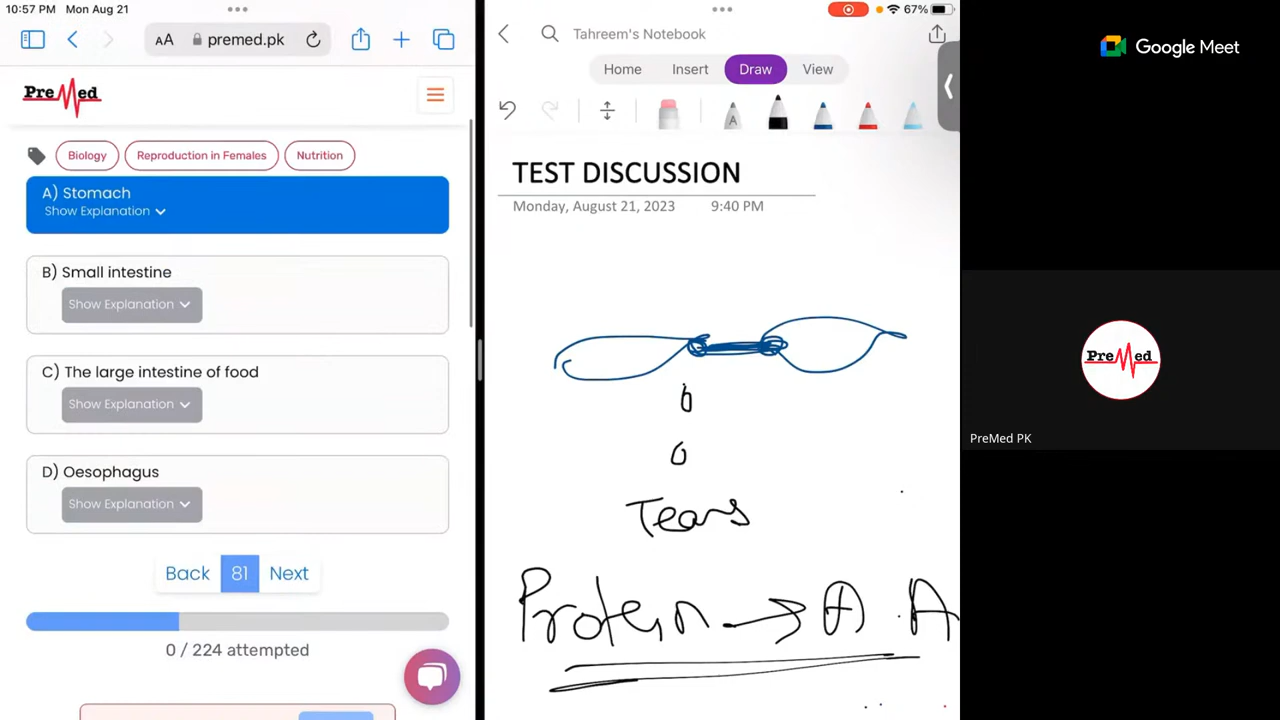 10:57 PM Mon Aug 21
67%
AA premed.pk
Tahreem's Notebook
Google Meet
Home Insert Draw View
PreMed
A
Biology Reproduction in Females Nutrition
A) Stomach
Show Explanation
B) Small intestine
Show Explanation
C) The large intestine of food
Show Explanation
D) Oesophagus
Show Explanation
Back 81 Next
0 / 224 attempted
TEST DISCUSSION
Monday, August 21, 2023 9:40 PM
Tears
Protein → A.A
PreMed
PreMed PK